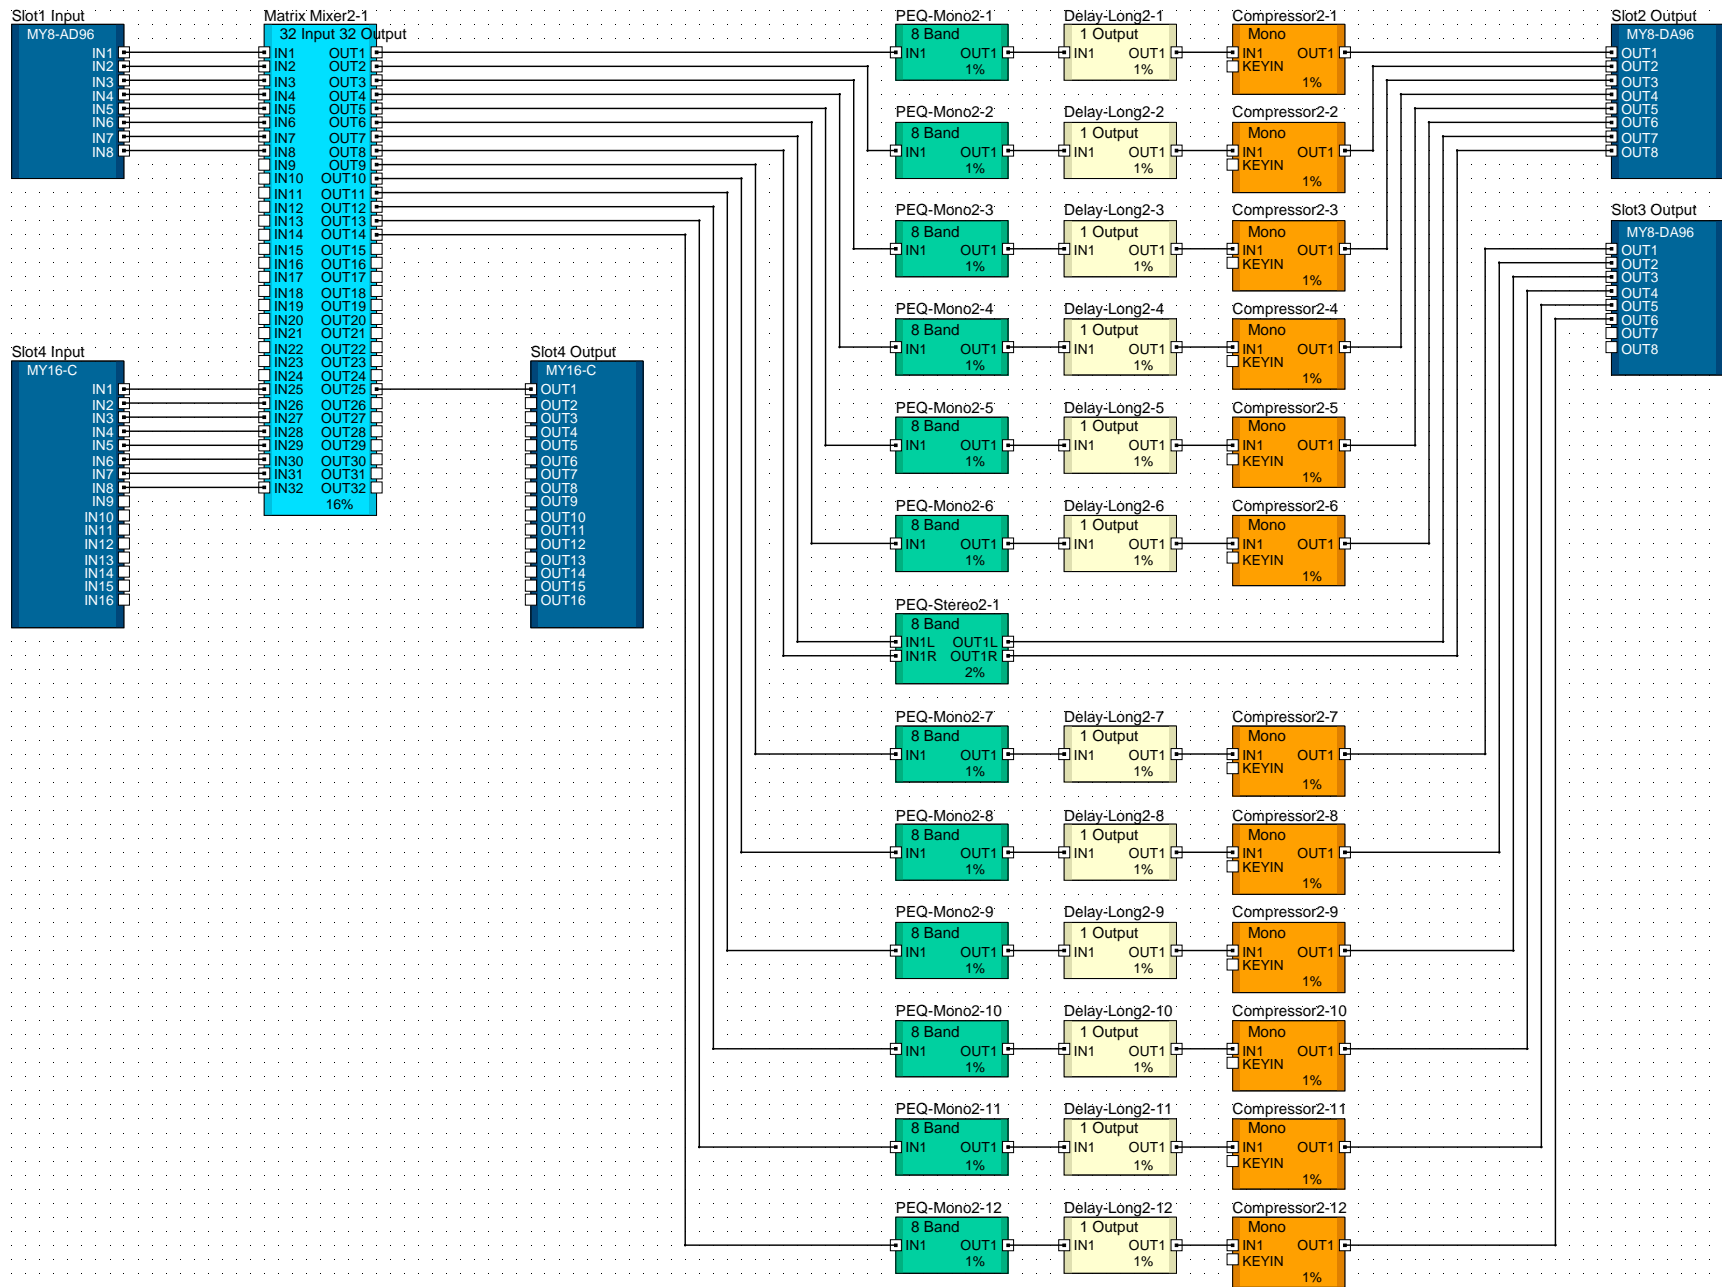 Slot1 Input
MY8-AD96
IN1
IN2
IN3
IN4
IN5
IN6
IN7
IN8
Slot4 Input
MY16-C
IN1
IN2
IN3
IN4
IN5
IN6
IN7
IN8
IN9
IN10
IN11
IN12
IN13
IN14
IN15
IN16
Matrix Mixer2-1
32 Input 32 Output
IN1 OUT1
IN2 OUT2
IN3 OUT3
IN4 OUT4
IN5 OUT5
IN6 OUT6
IN7 OUT7
IN8 OUT8
IN9 OUT9
IN10 OUT10
IN11 OUT11
IN12 OUT12
IN13 OUT13
IN14 OUT14
IN15 OUT15
IN16 OUT16
IN17 OUT17
IN18 OUT18
IN19 OUT19
IN20 OUT20
IN21 OUT21
IN22 OUT22
IN23 OUT23
IN24 OUT24
IN25 OUT25
IN26 OUT26
IN27 OUT27
IN28 OUT28
IN29 OUT29
IN30 OUT30
IN31 OUT31
IN32 OUT32
16%
Slot4 Output
MY16-C
OUT1
OUT2
OUT3
OUT4
OUT5
OUT6
OUT7
OUT8
OUT9
OUT10
OUT11
OUT12
OUT13
OUT14
OUT15
OUT16
PEQ-Mono2-1
8 Band
IN1 OUT1
1%
Delay-Long2-1
1 Output
IN1 OUT1
1%
Compressor2-1
Mono
IN1 OUT1
KEYIN
1%
PEQ-Mono2-2
8 Band
IN1 OUT1
1%
Delay-Long2-2
1 Output
IN1 OUT1
1%
Compressor2-2
Mono
IN1 OUT1
KEYIN
1%
PEQ-Mono2-3
8 Band
IN1 OUT1
1%
Delay-Long2-3
1 Output
IN1 OUT1
1%
Compressor2-3
Mono
IN1 OUT1
KEYIN
1%
PEQ-Mono2-4
8 Band
IN1 OUT1
1%
Delay-Long2-4
1 Output
IN1 OUT1
1%
Compressor2-4
Mono
IN1 OUT1
KEYIN
1%
PEQ-Mono2-5
8 Band
IN1 OUT1
1%
Delay-Long2-5
1 Output
IN1 OUT1
1%
Compressor2-5
Mono
IN1 OUT1
KEYIN
1%
PEQ-Mono2-6
8 Band
IN1 OUT1
1%
Delay-Long2-6
1 Output
IN1 OUT1
1%
Compressor2-6
Mono
IN1 OUT1
KEYIN
1%
PEQ-Stereo2-1
8 Band
IN1L OUT1L
IN1R OUT1R
2%
PEQ-Mono2-7
8 Band
IN1 OUT1
1%
Delay-Long2-7
1 Output
IN1 OUT1
1%
Compressor2-7
Mono
IN1 OUT1
KEYIN
1%
PEQ-Mono2-8
8 Band
IN1 OUT1
1%
Delay-Long2-8
1 Output
IN1 OUT1
1%
Compressor2-8
Mono
IN1 OUT1
KEYIN
1%
PEQ-Mono2-9
8 Band
IN1 OUT1
1%
Delay-Long2-9
1 Output
IN1 OUT1
1%
Compressor2-9
Mono
IN1 OUT1
KEYIN
1%
PEQ-Mono2-10
8 Band
IN1 OUT1
1%
Delay-Long2-10
1 Output
IN1 OUT1
1%
Compressor2-10
Mono
IN1 OUT1
KEYIN
1%
PEQ-Mono2-11
8 Band
IN1 OUT1
1%
Delay-Long2-11
1 Output
IN1 OUT1
1%
Compressor2-11
Mono
IN1 OUT1
KEYIN
1%
PEQ-Mono2-12
8 Band
IN1 OUT1
1%
Delay-Long2-12
1 Output
IN1 OUT1
1%
Compressor2-12
Mono
IN1 OUT1
KEYIN
1%
Slot2 Output
MY8-DA96
OUT1
OUT2
OUT3
OUT4
OUT5
OUT6
OUT7
OUT8
Slot3 Output
MY8-DA96
OUT1
OUT2
OUT3
OUT4
OUT5
OUT6
OUT7
OUT8